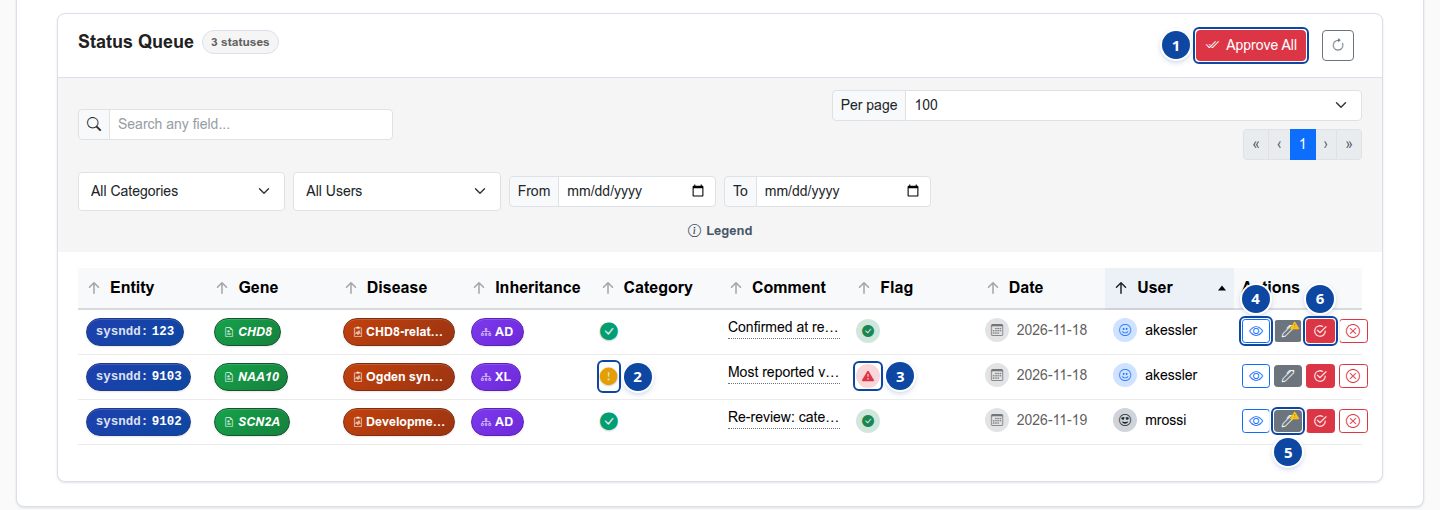 Status Queue 3 statuses 1 Approve All
Per page 100
Search any field...
« ‹ 1 › »
All Categories All Users From mm/dd/yyyy To mm/dd/yyyy
Legend
Entity Gene Disease Inheritance Category Comment Flag Date User Actions
4 6
sysndd: 123 CHD8 CHD8-relat... AD Confirmed at re... 2026-11-18 akessler
sysndd: 9103 NAA10 Ogden syn... XL 2 Most reported v... 3 2026-11-18 akessler
sysndd: 9102 SCN2A Developme... AD Re-review: cate... 2026-11-19 mrossi
5